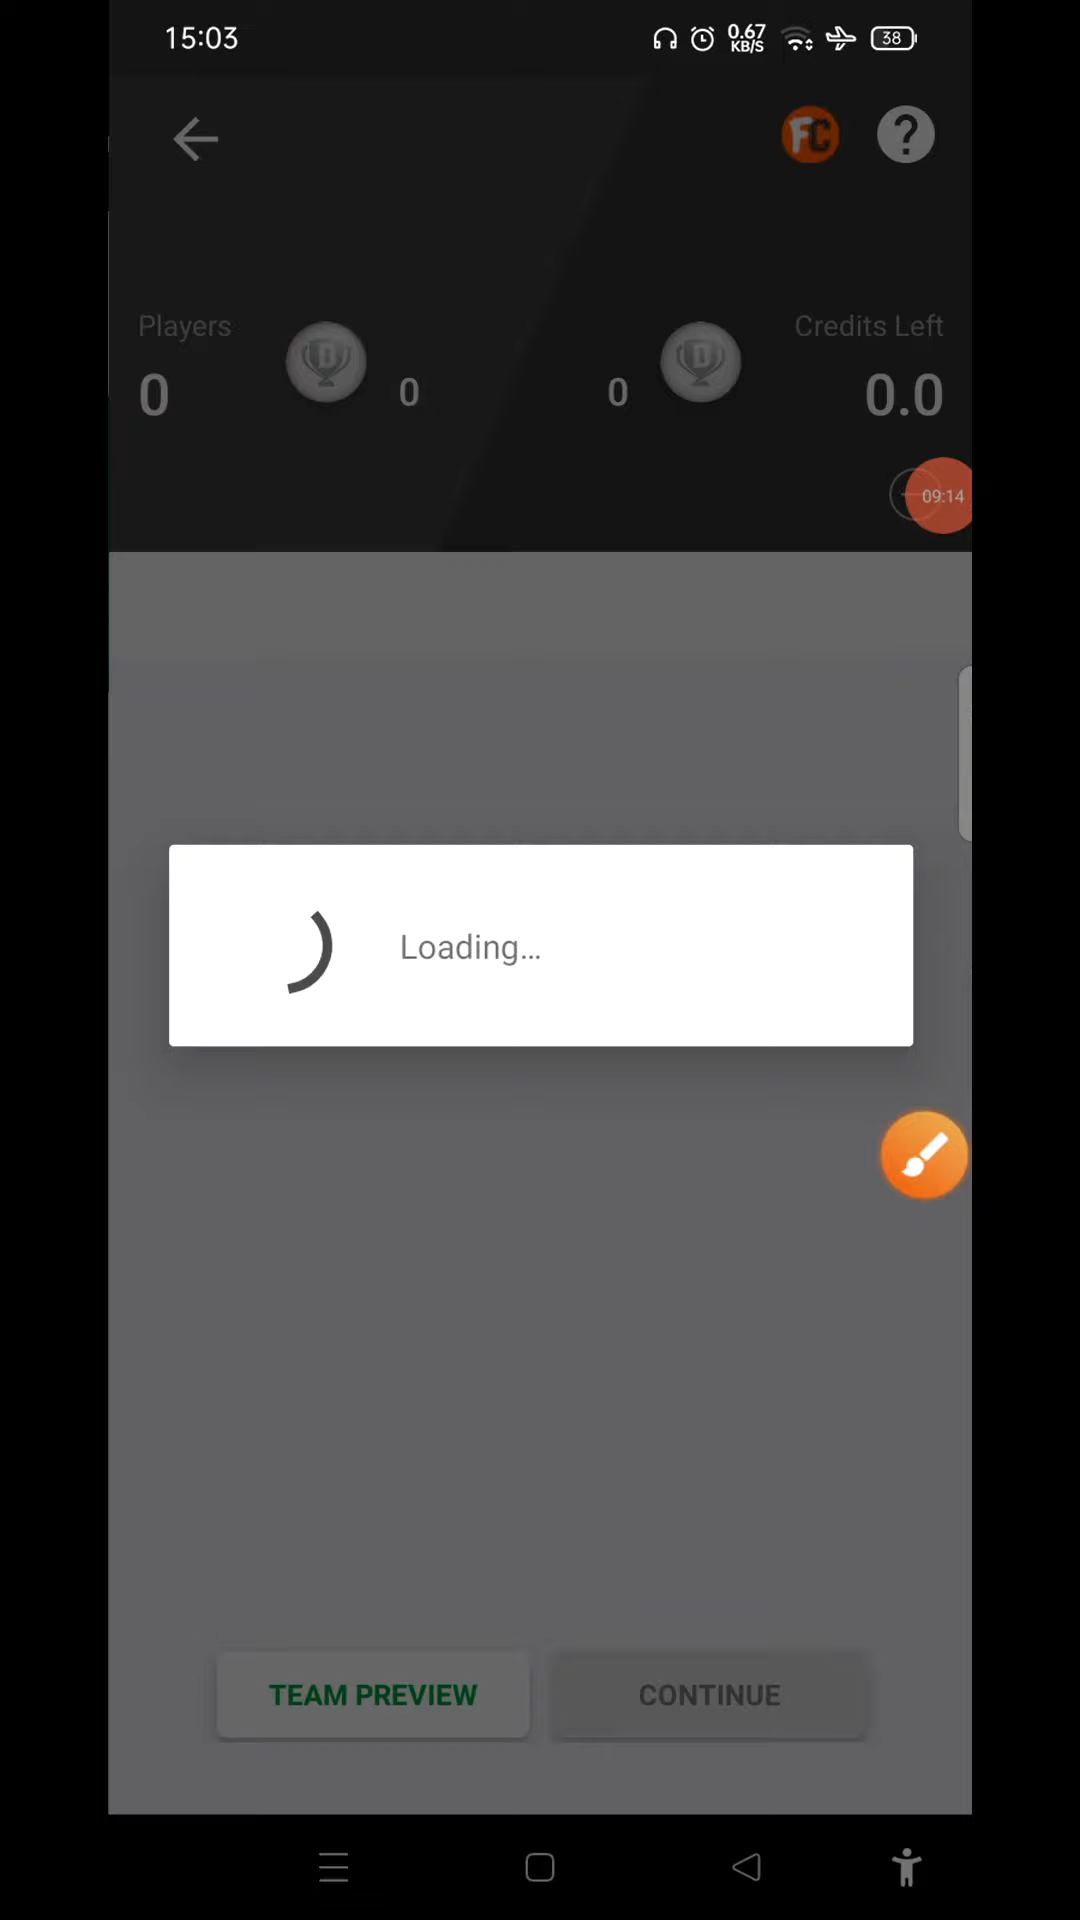 15:03
0.67
KB/S
38
FC
?
Players
Credits Left
D
D
0
0
0
0.0
09:14
Loading...
TEAM PREVIEW
CONTINUE